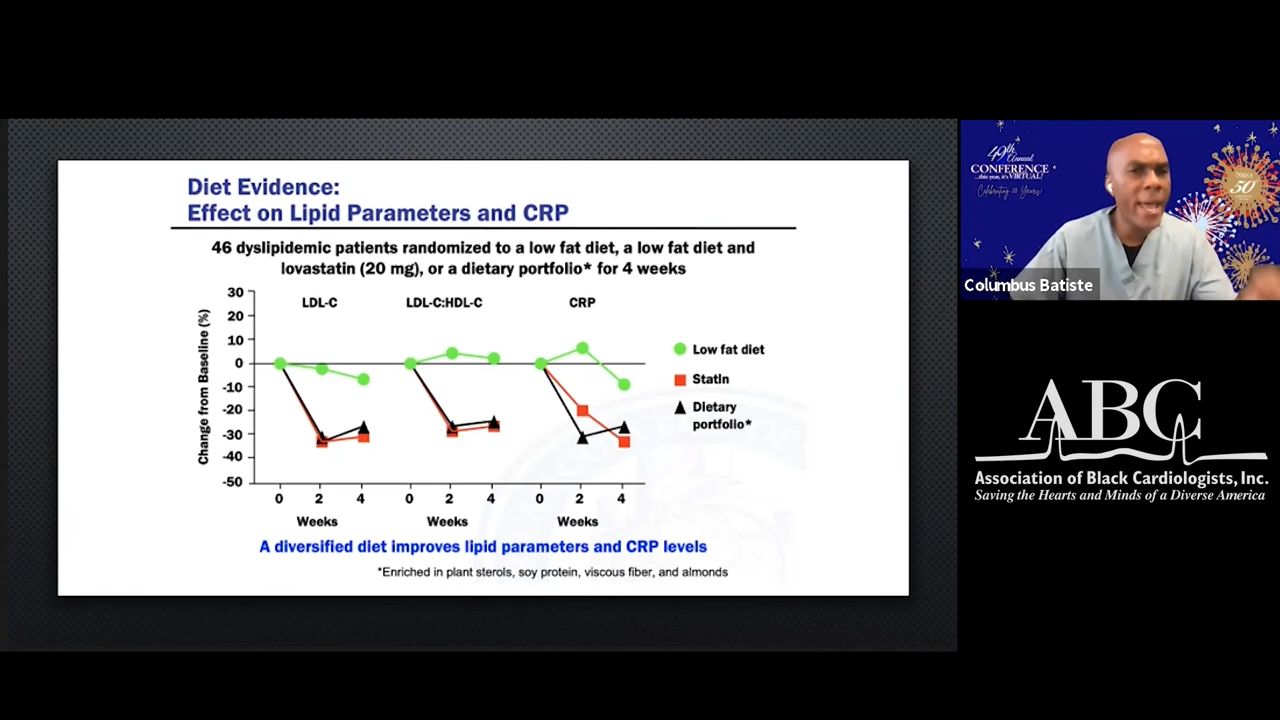 Diet Evidence:
Effect on Lipid Parameters and CRP
46 dyslipidemic patients randomized to a low fat diet, a low fat diet and
lovastatin (20 mg), or a dietary portfolio* for 4 weeks
Change from Baseline (%)
30
20
10
0
-10
-20
-30
-40
-50
LDL-C
LDL-C:HDL-C
CRP
0 2 4 0 2 4 0 2 4
Weeks Weeks Weeks
Low fat diet
Statin
Dietary
portfolio*
A diversified diet improves lipid parameters and CRP levels
*Enriched in plant sterols, soy protein, viscous fiber, and almonds
49th
Annual
CONFERENCE
...this year, it's VIRTUAL!
Celebrating 50 Years!
50
Columbus Batiste
ABC
Association of Black Cardiologists, Inc.
Saving the Hearts and Minds of a Diverse America